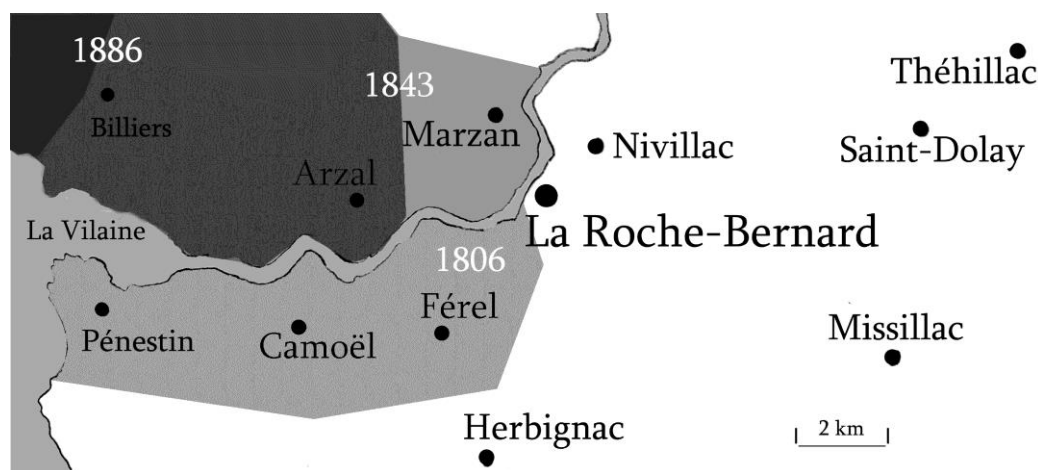 1886
Théhillac
1843
Billiers
Marzan
Nivillac
Saint-Dolay
Arzal
La Vilaine
La Roche-Bernard
1806
Férel
Pénestin
Camoël
Missillac
Herbignac
2 km